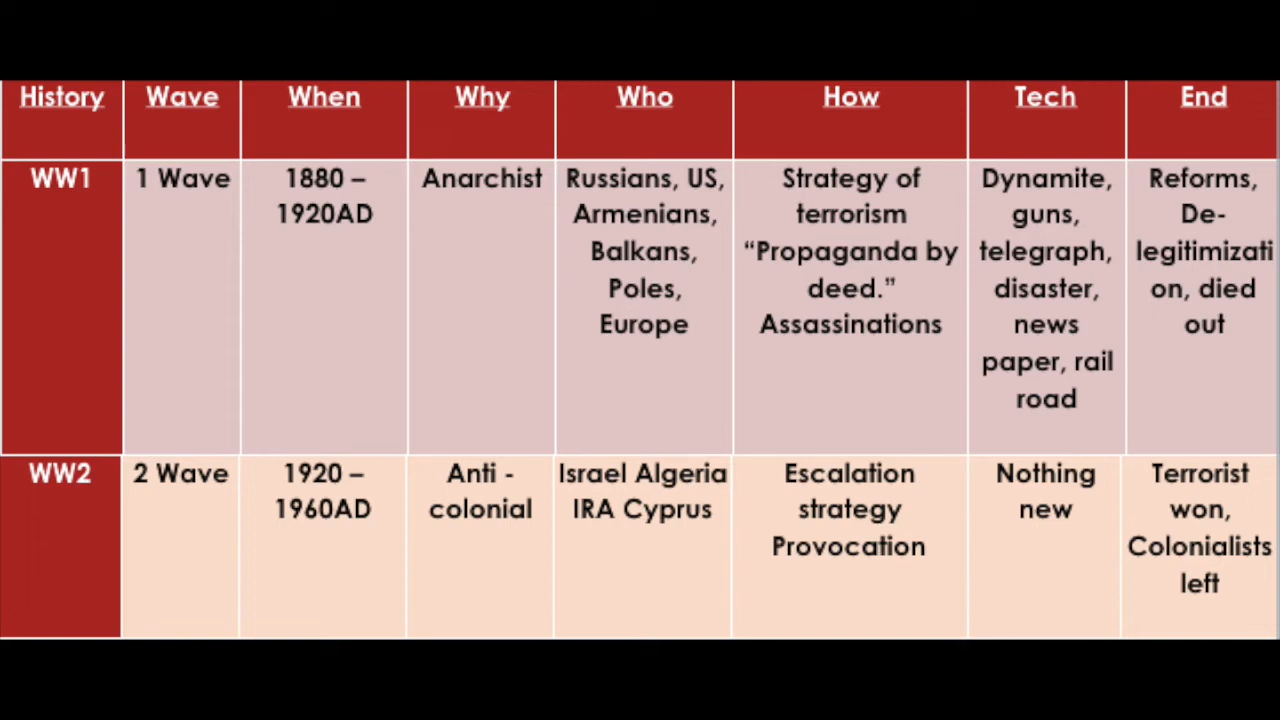 History Wave When Why Who How Tech End
WW1 1 Wave 1880 – Anarchist Russians, US, Strategy of Dynamite, Reforms,
1920AD Armenians, terrorism guns, De-
Balkans, “Propaganda by telegraph, legitimizati
Poles, deed.” disaster, on, died
Europe Assassinations news out
paper, rail
road
WW2 2 Wave 1920 – Anti - Israel Algeria Escalation Nothing Terrorist
1960AD colonial IRA Cyprus strategy new won,
Provocation Colonialists
left